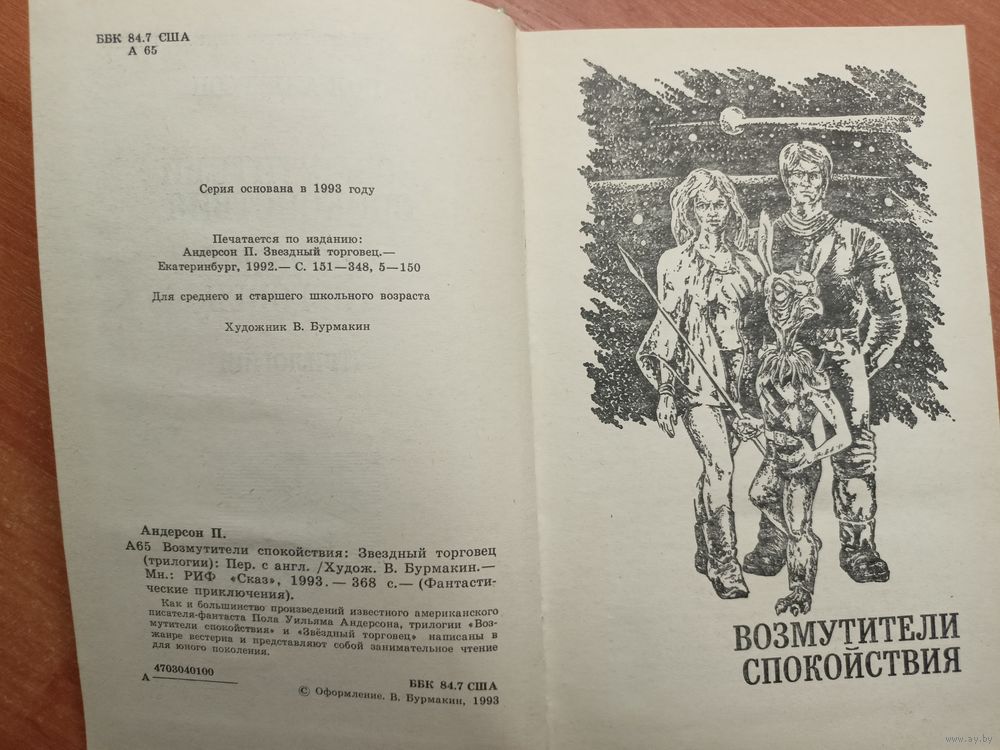 ББК 84.7 США
А 65
Серия основана в 1993 году
Печатается по изданию:
Андерсон П. Звездный торговец.—
Екатеринбург, 1992.— С. 151—348, 5—150
Для среднего и старшего школьного возраста
Художник В. Бурмакин
Андерсон П.
А65 Возмутители спокойствия: Звездный торговец
(трилогии): Пер. с англ. /Худож. В. Бурмакин.—
Мн.: РИФ «Сказ», 1993.— 368 с.— (Фантасти-
ческие приключения).
Как и большинство произведений известного американского
писателя-фантаста Пола Уильяма Андерсона, трилогии «Воз-
мутители спокойствия» и «Звёздный торговец» написаны в
жанре вестерна и представляют собой занимательное чтение
для юного поколения.
А 4703040100
ББК 84.7 США
© Оформление. В. Бурмакин, 1993
ВОЗМУТИТЕЛИ
СПОКОЙСТВИЯ
www.ay.by